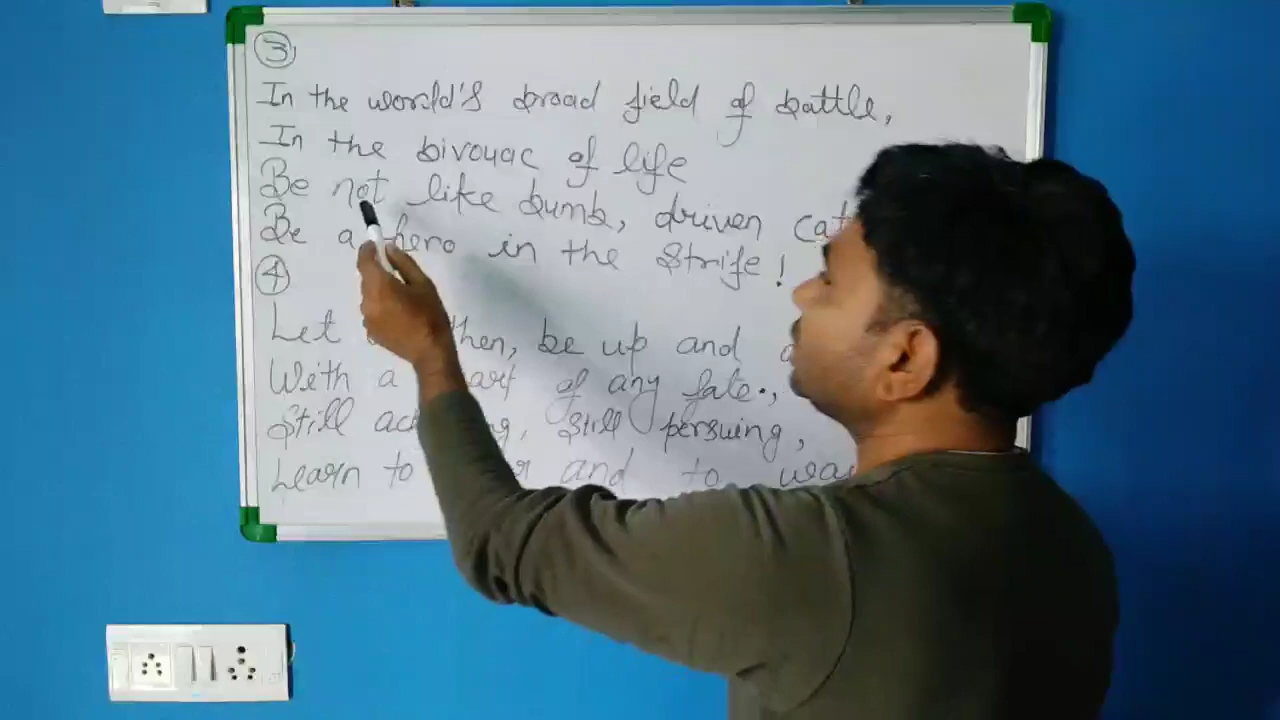 3
In the world's broad field of battle,
In the bivouac of life
Be not like dumb, driven cat
Be a hero in the strife!
4
Let then, be up and
With a of any fate.,
Still, still persuing,
Learn to and to